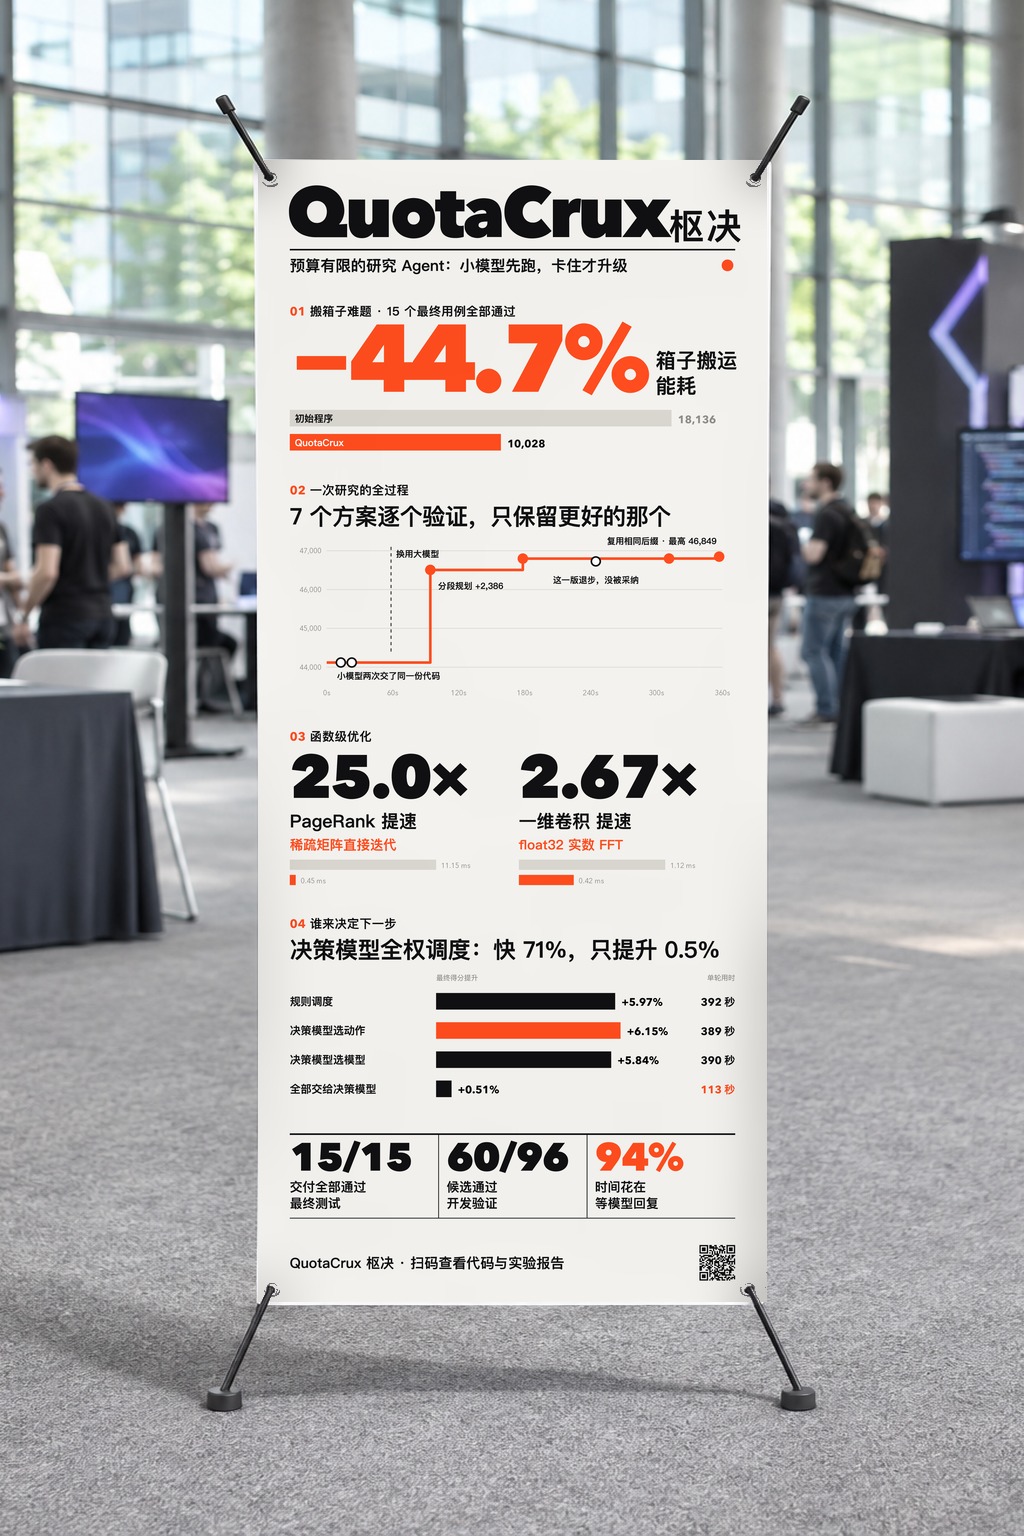 QuotaCrux枢决
预算有限的研究 Agent：小模型先跑，卡住才升级
01 搬箱子难题 · 15 个最终用例全部通过
-44.7% 箱子搬运
能耗
初始程序 18,136
QuotaCrux 10,028
02 一次研究的全过程
7 个方案逐个验证，只保留更好的那个
复用相同后缀 · 最高 46,849
47,000
换用大模型
这一版退步，没被采纳
分段规划 +2,386
46,000
45,000
44,000
小模型两次交了同一份代码
0s 60s 120s 180s 240s 300s 360s
03 函数级优化
25.0× 2.67×
PageRank 提速 一维卷积 提速
稀疏矩阵直接迭代 float32 实数 FFT
11.15 ms 1.12 ms
0.45 ms 0.42 ms
04 谁来决定下一步
决策模型全权调度：快 71%，只提升 0.5%
最终得分提升 单轮用时
规则调度 +5.97% 392 秒
决策模型选动作 +6.15% 389 秒
决策模型选模型 +5.84% 390 秒
全部交给决策模型 +0.51% 113 秒
15/15 60/96 94%
交付全部通过 候选通过 时间花在
最终测试 开发验证 等模型回复
QuotaCrux 枢决 · 扫码查看代码与实验报告